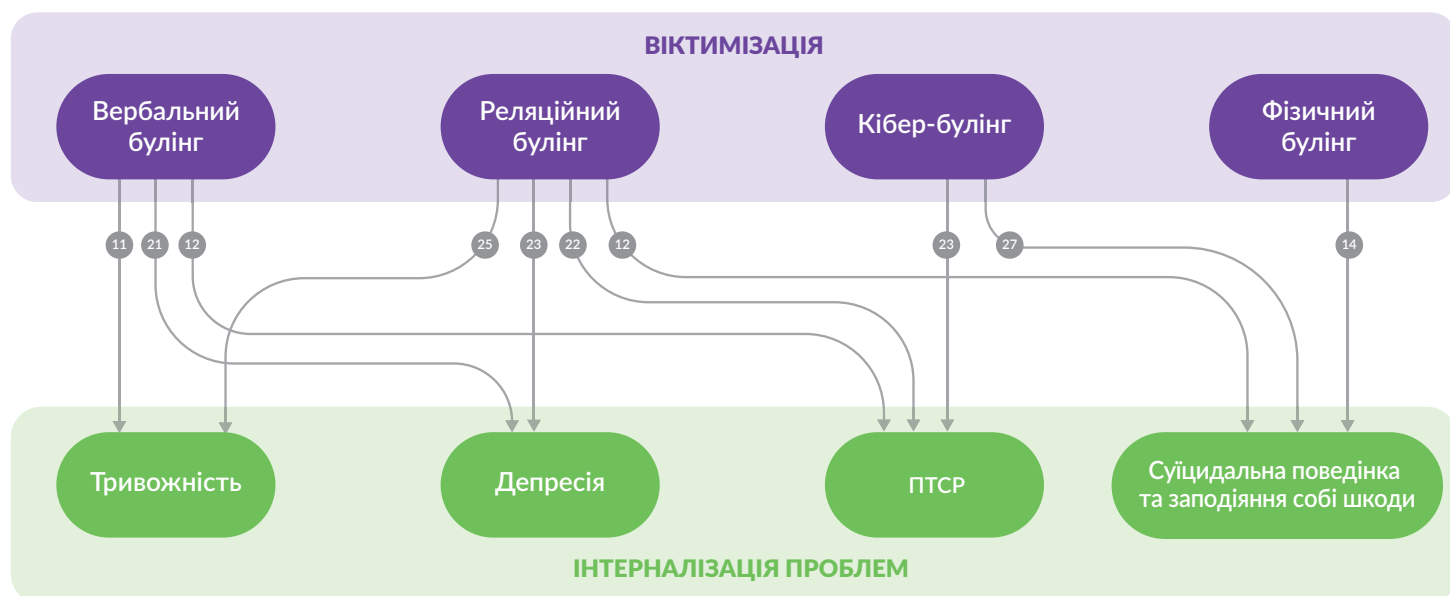 ВІКТИМІЗАЦІЯ
Вербальний
булінг
Реляційний
булінг
Кібер-булінг
Фізичний
булінг
11
21
12
25
23
22
12
23
27
14
Тривожність
Депресія
ПТСР
Суїцидальна поведінка
та заподіяння собі шкоди
ІНТЕРНАЛІЗАЦІЯ ПРОБЛЕМ